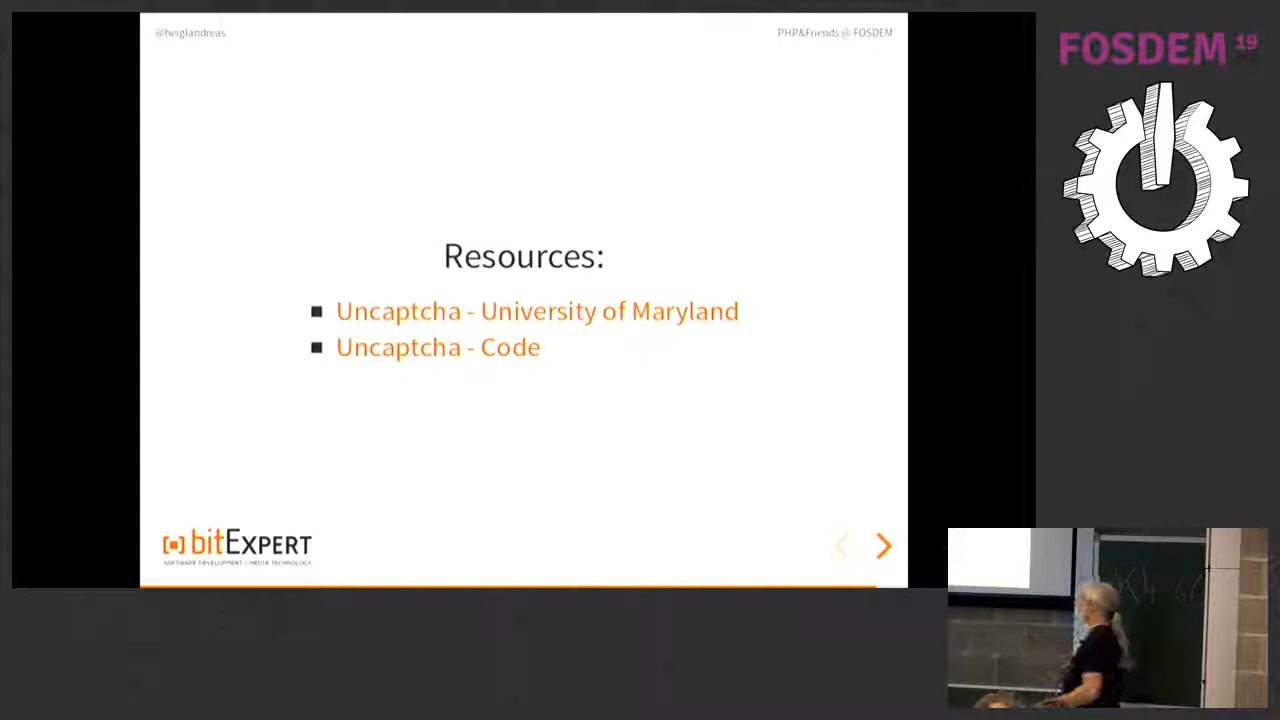 @heiglandreas
PHP&Friends @ FOSDEM
FOSDEM 19
Resources:
Uncaptcha - University of Maryland
Uncaptcha - Code
bitExpert
SOFTWARE DEVELOPMENT | MEDIA TECHNOLOGY